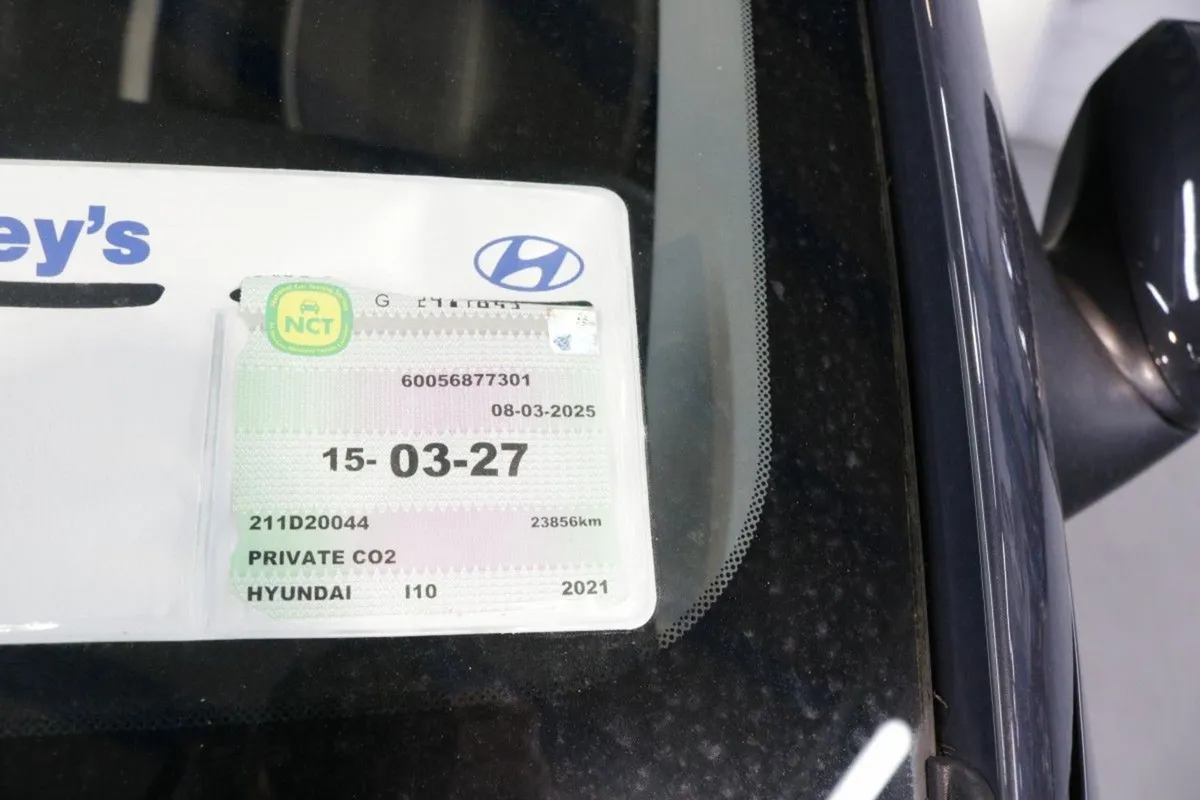 ey's
NCT
G
60056877301
08-03-2025
15- 03-27
211D20044 23856km
PRIVATE CO2
HYUNDAI I10 2021